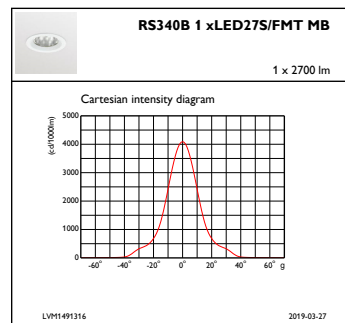 RS340B 1 xLED27S/FMT MB
1 x 2700 lm
Cartesian intensity diagram
(cd/1000lm)
5000
4000
3000
2000
1000
0
-60° -40° -20° 0° 20° 40° 60° g
LVM1491316 2019-03-27